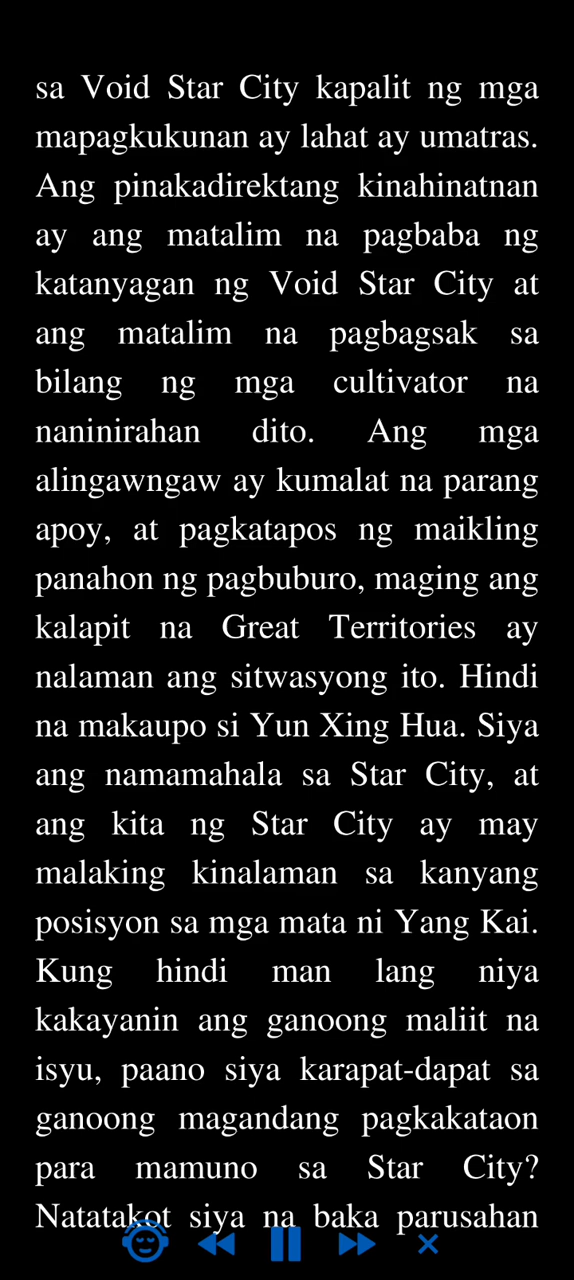 sa Void Star City kapalit ng mga
mapagkukunan ay lahat ay umatras.
Ang pinakadirektang kinahinatnan
ay ang matalim na pagbaba ng
katanyagan ng Void Star City at
ang matalim na pagbagsak sa
bilang ng mga cultivator na
naninirahan dito. Ang mga
alingawngaw ay kumalat na parang
apoy, at pagkatapos ng maikling
panahon ng pagbuburo, maging ang
kalapit na Great Territories ay
nalaman ang sitwasyong ito. Hindi
na makaupo si Yun Xing Hua. Siya
ang namamahala sa Star City, at
ang kita ng Star City ay may
malaking kinalaman sa kanyang
posisyon sa mga mata ni Yang Kai.
Kung hindi man lang niya
kakayanin ang ganoong maliit na
isyu, paano siya karapat-dapat sa
ganoong magandang pagkakataon
para mamuno sa Star City?
Natatakot siya na baka parusahan